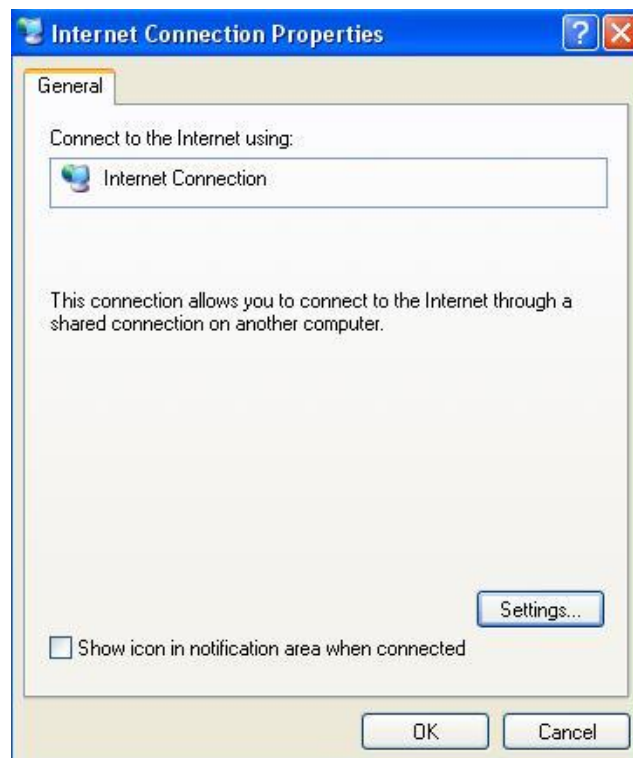 Internet Connection Properties
General
Connect to the Internet using:
Internet Connection
This connection allows you to connect to the Internet through a
shared connection on another computer.
Settings...
Show icon in notification area when connected
OK
Cancel